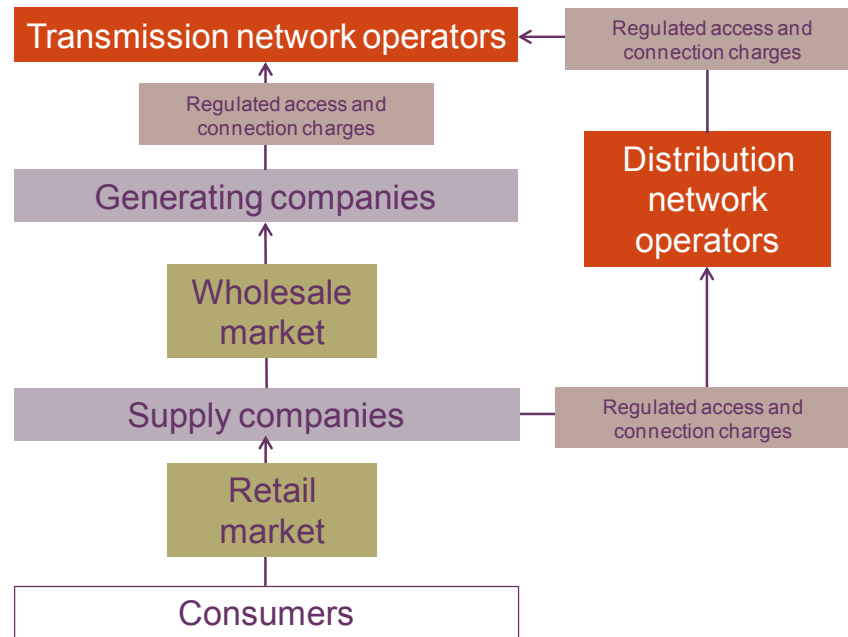 Transmission network operators
Regulated access and
connection charges
Regulated access and
connection charges
Generating companies
Distribution
network
operators
Wholesale
market
Supply companies
Regulated access and
connection charges
Retail
market
Consumers